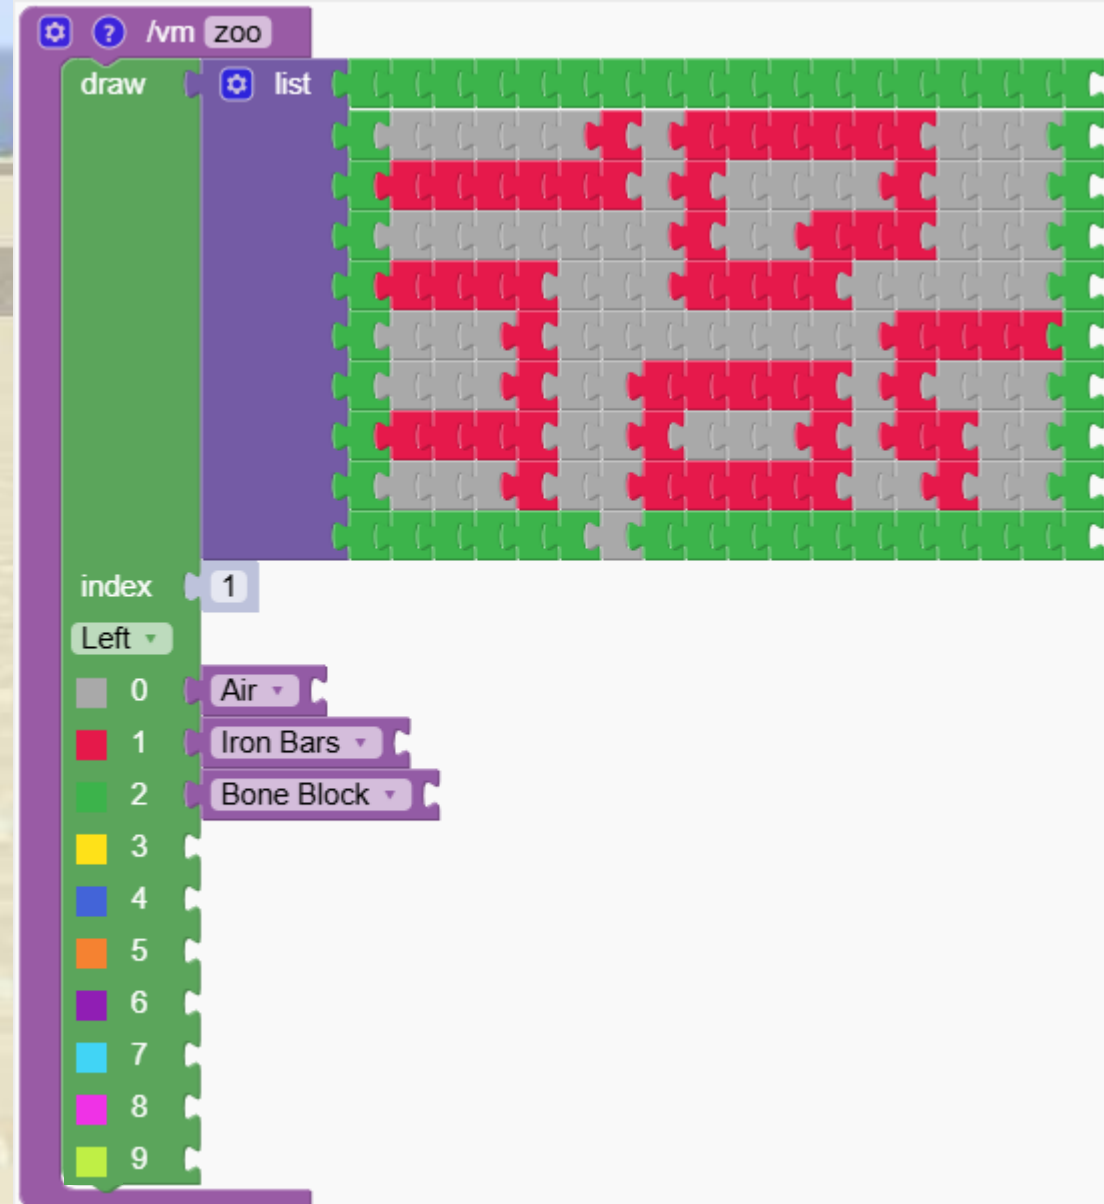 ? /vm zoo
draw list
index 1
Left
0 Air
1 Iron Bars
2 Bone Block
3
4
5
6
7
8
9